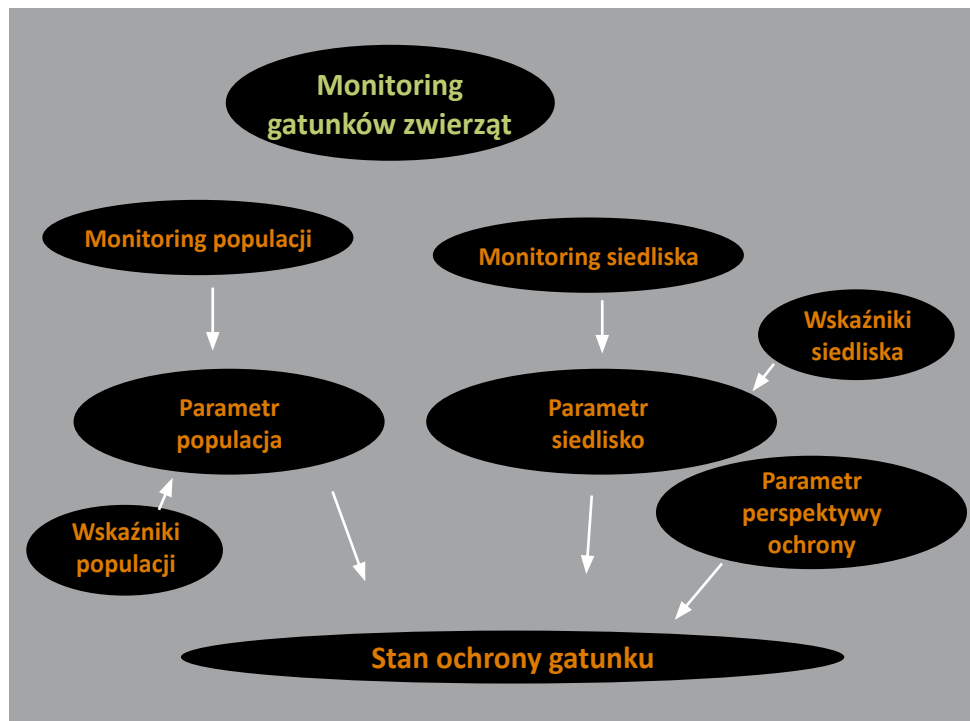 Monitoring
gatunków zwierząt
Monitoring populacji
Monitoring siedliska
Wskaźniki
siedliska
Parametr
populacja
Parametr
siedlisko
Parametr
perspektywy
ochrony
Wskaźniki
populacji
Stan ochrony gatunku